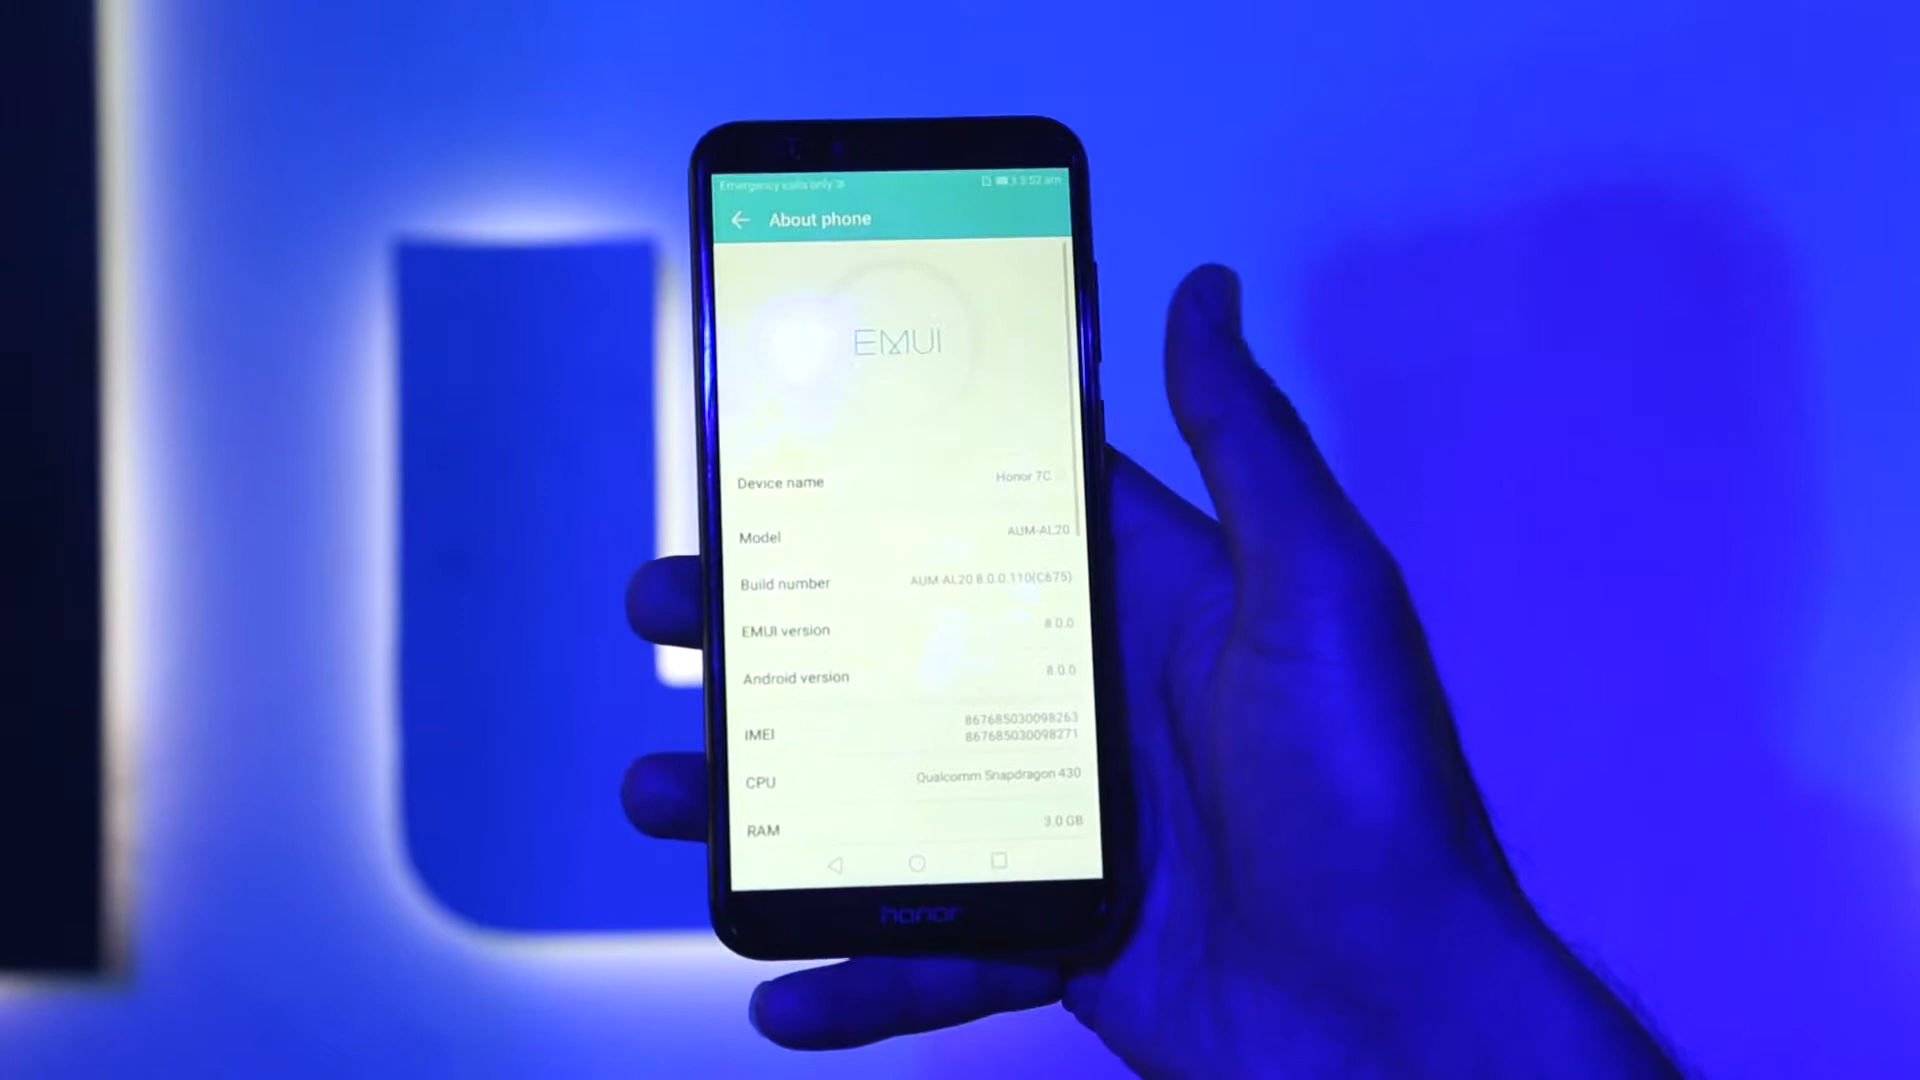 Emergency calls only
3:52 am
About phone
EMUI
Device name Honor 7C
Model AUM-AL20
Build number AUM-AL20 8.0.0.110(C675)
EMUI version 8.0.0
Android version 8.0.0
IMEI 867685030098263
867685030098271
CPU Qualcomm Snapdragon 430
RAM 3.0 GB
honor